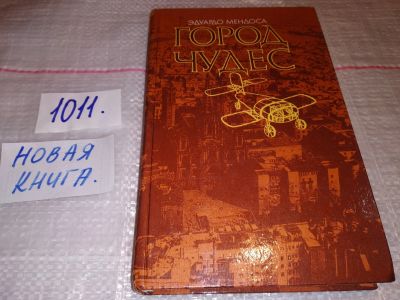 ЭДУАРДО МЕНДОСА
ГОРОД
ЧУДЕС
1011.
НОВАЯ
КНИГА.